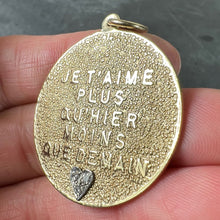 JE T'AIME
PLUS
QU'HIER
MOINS
QUE DEMAIN